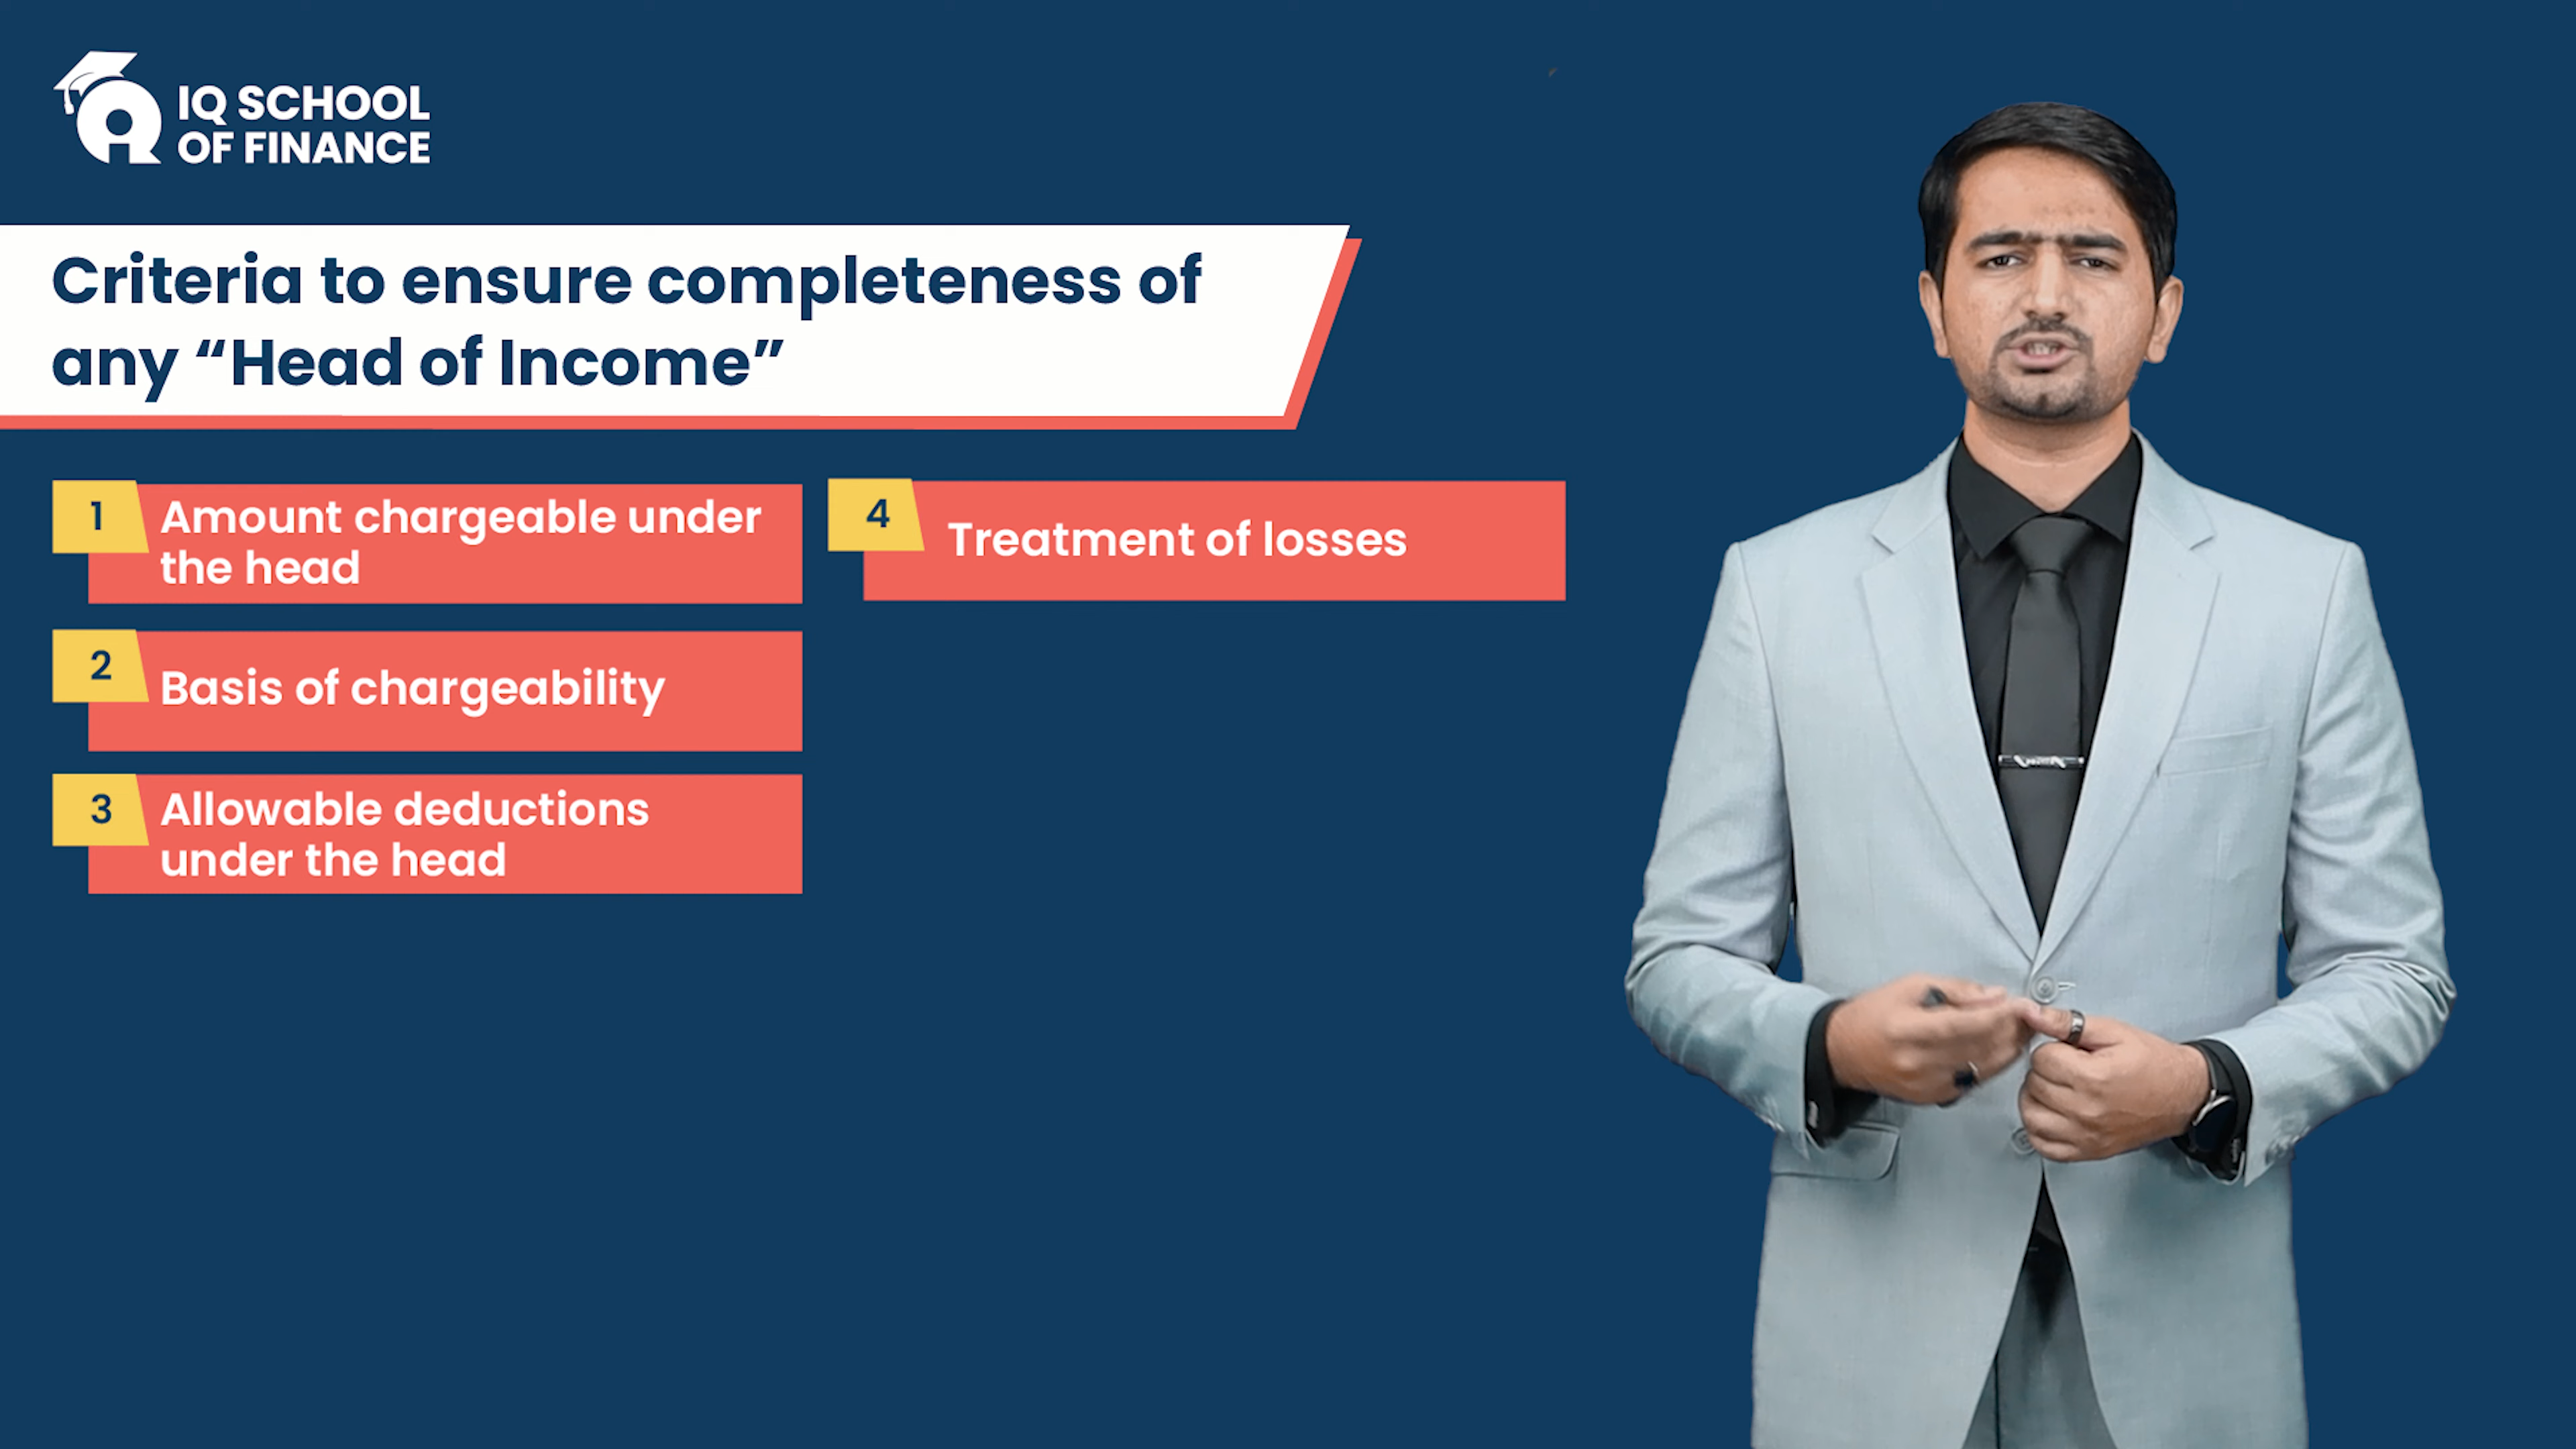 IQ SCHOOL
OF FINANCE
Criteria to ensure completeness of
any “Head of Income”
1
Amount chargeable under
the head
2
Basis of chargeability
3
Allowable deductions
under the head
4
Treatment of losses